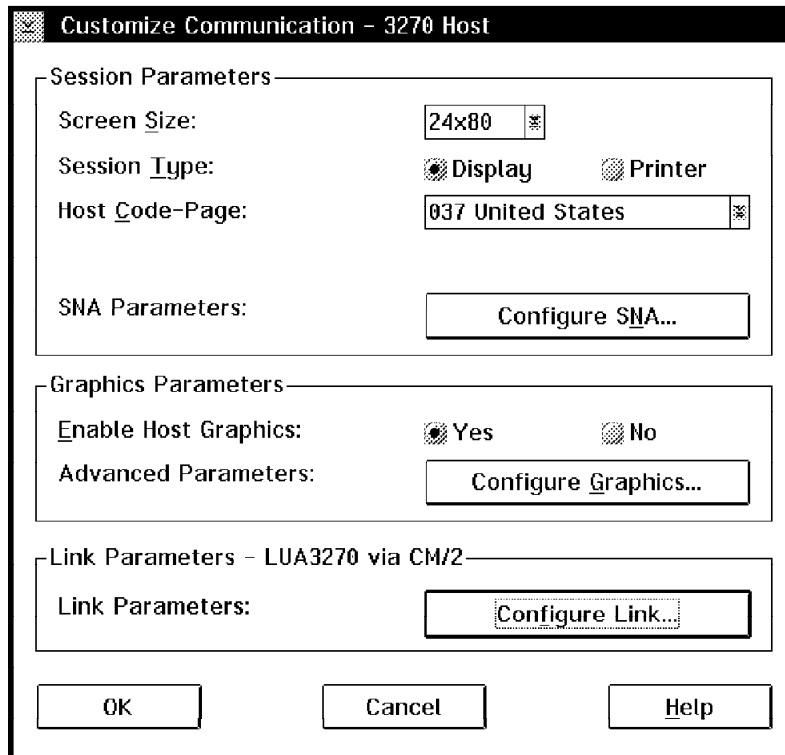 Customize Communication - 3270 Host
Session Parameters
Screen Size: 24x80
Session Type: Display Printer
Host Code-Page: 037 United States
SNA Parameters: Configure SNA...
Graphics Parameters
Enable Host Graphics: Yes No
Advanced Parameters: Configure Graphics...
Link Parameters - LUA3270 via CM/2
Link Parameters: Configure Link...
OK Cancel Help